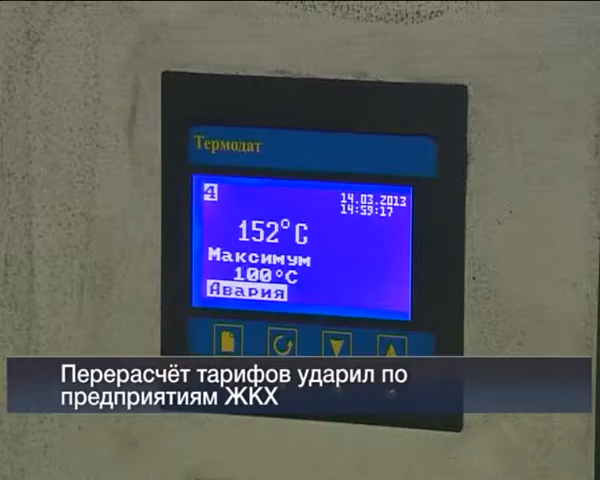 Термодат
4
14.03.2013
14:59:17
152°C
Максимум
100°C
Авария
Перерасчёт тарифов ударил по
предприятиям ЖКХ